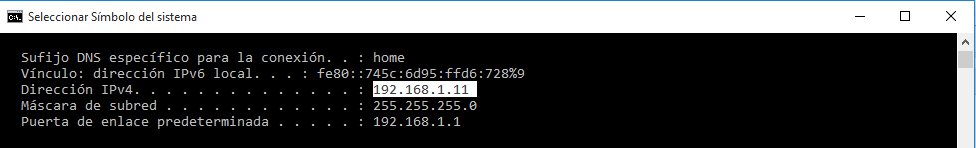 Seleccionar Símbolo del sistema
Sufijo DNS específico para la conexión. . : home
Vínculo: dirección IPv6 local. . . : fe80::745c:6d95:ffd6:728%9
Dirección IPv4. . . . . . . . . . . . . . : 192.168.1.11
Máscara de subred . . . . . . . . . . . . : 255.255.255.0
Puerta de enlace predeterminada . . . . . : 192.168.1.1